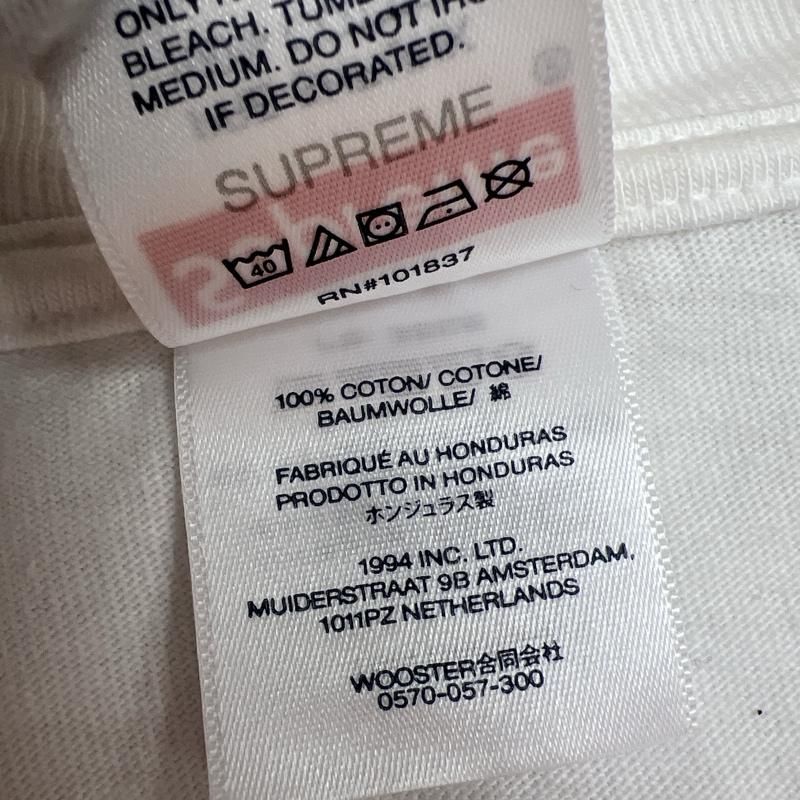 ONLY
BLEACH. TUMBLE
MEDIUM. DO NOT IRON
IF DECORATED.
SUPREME
40
RN#101837
100% COTON/ COTONE/
BAUMWOLLE/ 綿
FABRIQUÉ AU HONDURAS
PRODOTTO IN HONDURAS
ホンジュラス製
1994 INC. LTD.
MUIDERSTRAAT 9B AMSTERDAM,
1011PZ NETHERLANDS
WOOSTER合同会社
0570-057-300